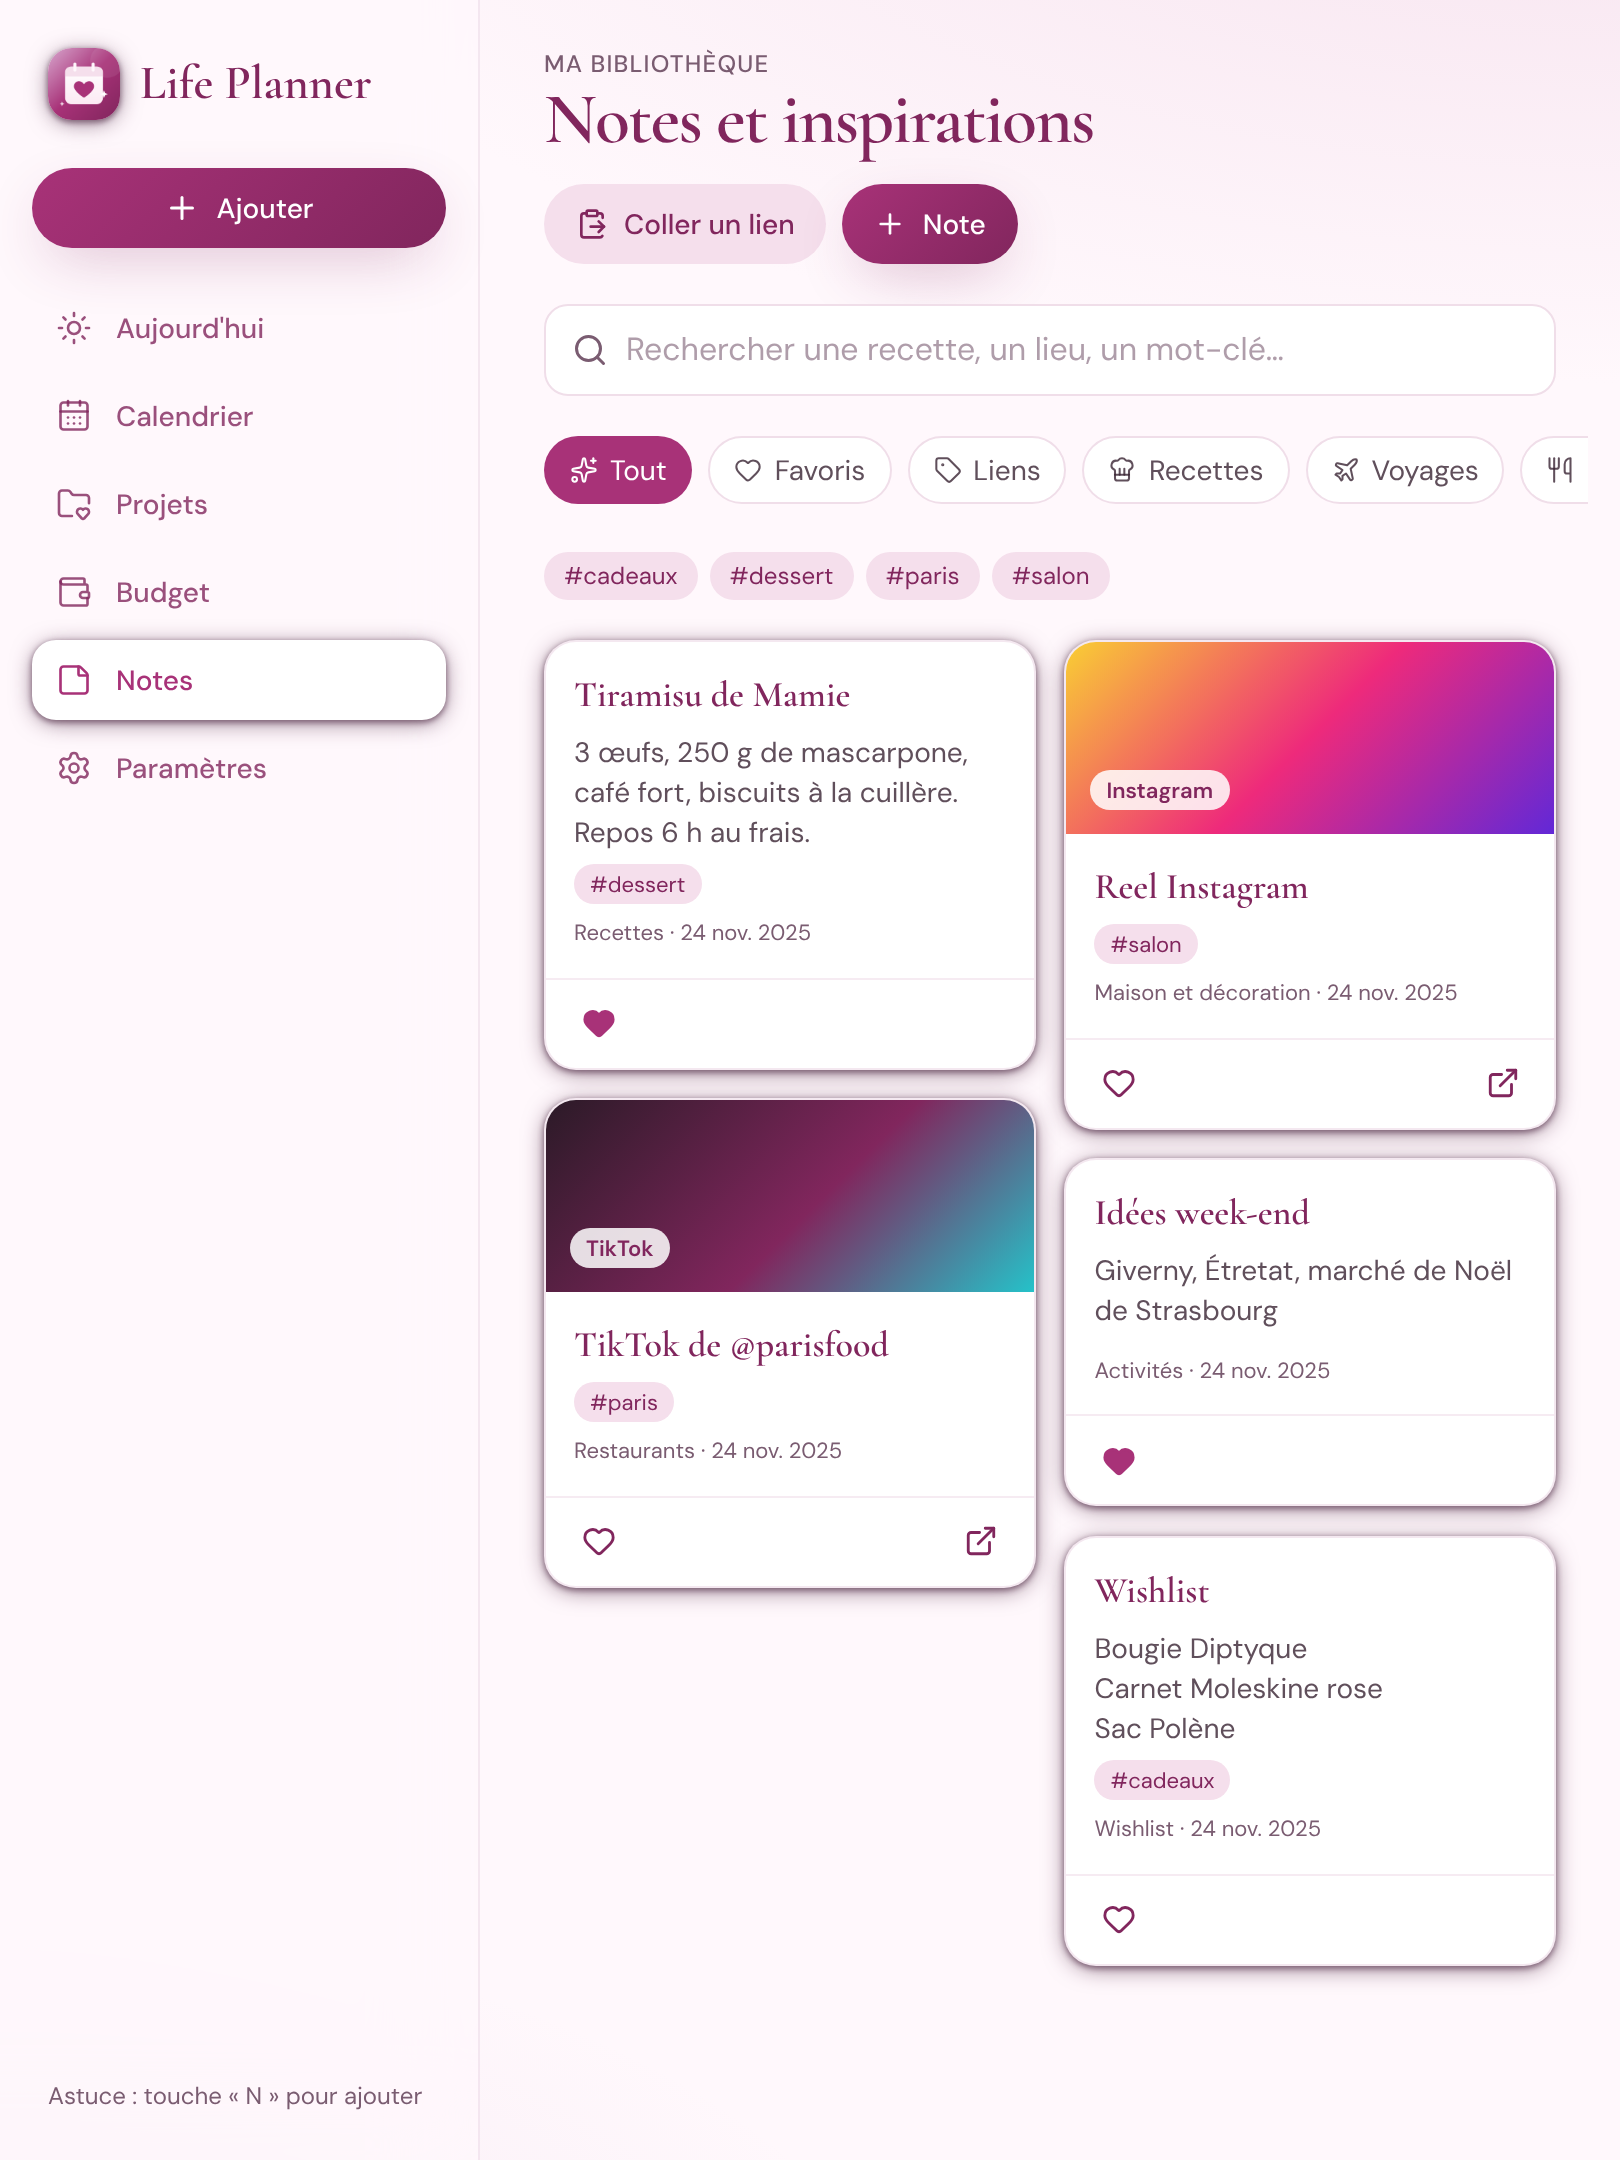 Life Planner
Ajouter
Aujourd'hui
Calendrier
Projets
Budget
Notes
Paramètres
Astuce : touche « N » pour ajouter
MA BIBLIOTHÈQUE
Notes et inspirations
Coller un lien
Note
Rechercher une recette, un lieu, un mot-clé...
Tout
Favoris
Liens
Recettes
Voyages
#cadeaux
#dessert
#paris
#salon
Tiramisu de Mamie
3 œufs, 250 g de mascarpone,
café fort, biscuits à la cuillère.
Repos 6 h au frais.
#dessert
Recettes · 24 nov. 2025
TikTok
TikTok de @parisfood
#paris
Restaurants · 24 nov. 2025
Instagram
Reel Instagram
#salon
Maison et décoration · 24 nov. 2025
Idées week-end
Giverny, Étretat, marché de Noël
de Strasbourg
Activités · 24 nov. 2025
Wishlist
Bougie Diptyque
Carnet Moleskine rose
Sac Polène
#cadeaux
Wishlist · 24 nov. 2025